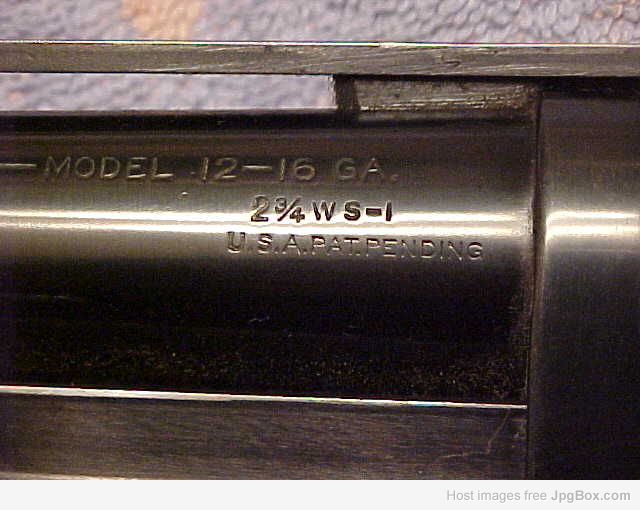 —MODEL 12—16 GA.
2¾ WS-1
U.S.A. PAT. PENDING
Host images free JpgBox.com